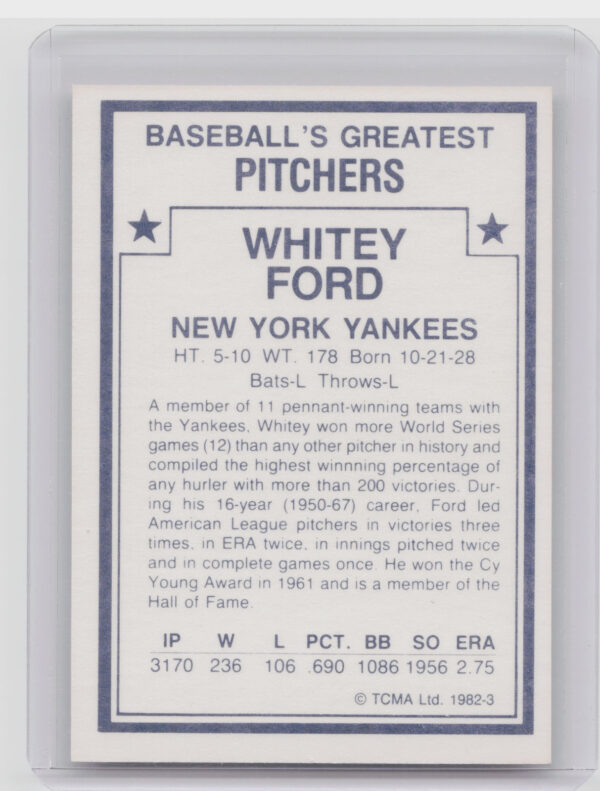 BASEBALL'S GREATEST
PITCHERS
WHITEY
FORD
NEW YORK YANKEES
HT. 5-10 WT. 178 Born 10-21-28
Bats-L Throws-L
A member of 11 pennant-winning teams with
the Yankees, Whitey won more World Series
games (12) than any other pitcher in history and
compiled the highest winnning percentage of
any hurler with more than 200 victories. Dur-
ing his 16-year (1950-67) career, Ford led
American League pitchers in victories three
times, in ERA twice, in innings pitched twice
and in complete games once. He won the Cy
Young Award in 1961 and is a member of the
Hall of Fame.
IP W L PCT. BB SO ERA
3170 236 106 .690 1086 1956 2.75
© TCMA Ltd. 1982-3